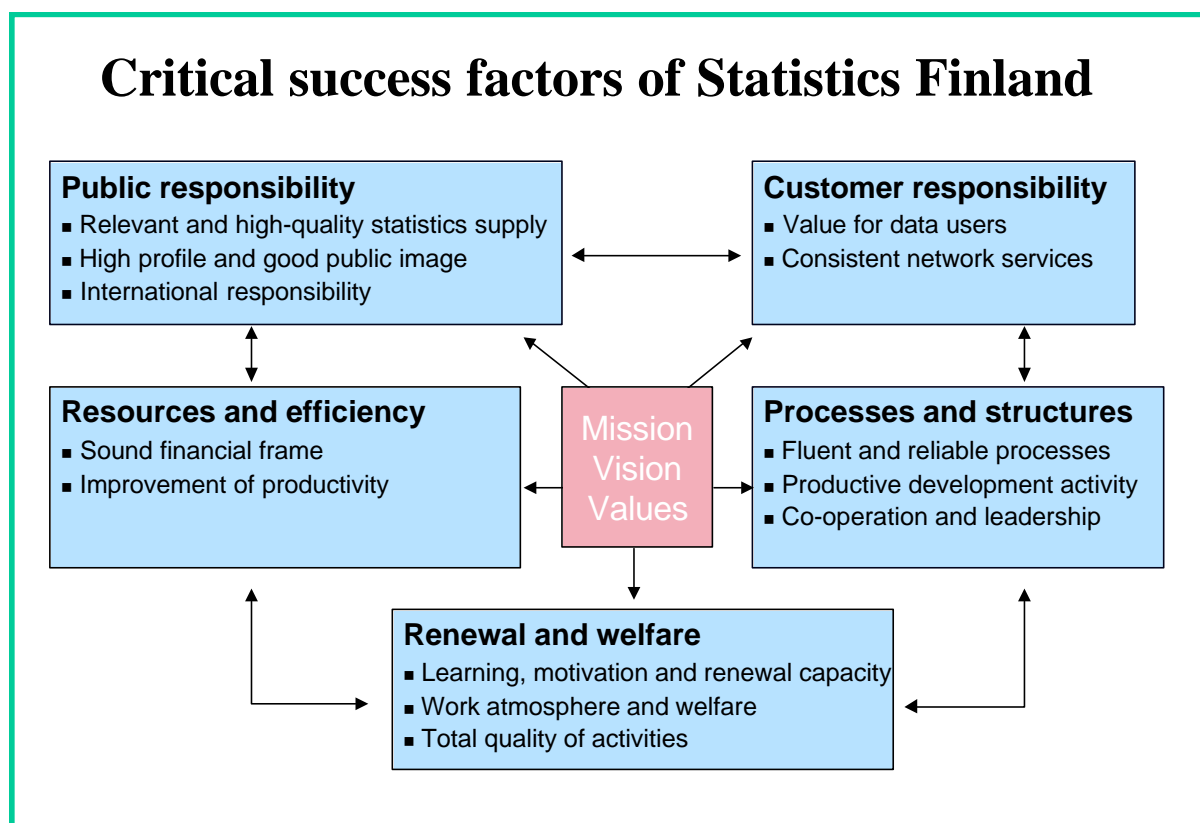 Critical success factors of Statistics Finland
Public responsibility
▪ Relevant and high-quality statistics supply
▪ High profile and good public image
▪ International responsibility
Customer responsibility
▪ Value for data users
▪ Consistent network services
Resources and efficiency
▪ Sound financial frame
▪ Improvement of productivity
Mission
Vision
Values
Processes and structures
▪ Fluent and reliable processes
▪ Productive development activity
▪ Co-operation and leadership
Renewal and welfare
▪ Learning, motivation and renewal capacity
▪ Work atmosphere and welfare
▪ Total quality of activities